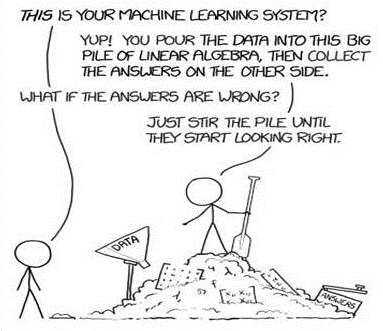 THIS IS YOUR MACHINE LEARNING SYSTEM?
YUP! YOU POUR THE DATA INTO THIS BIG
PILE OF LINEAR ALGEBRA, THEN COLLECT
THE ANSWERS ON THE OTHER SIDE.
WHAT IF THE ANSWERS ARE WRONG?
JUST STIR THE PILE UNTIL
THEY START LOOKING RIGHT.
DATA
ANSWERS